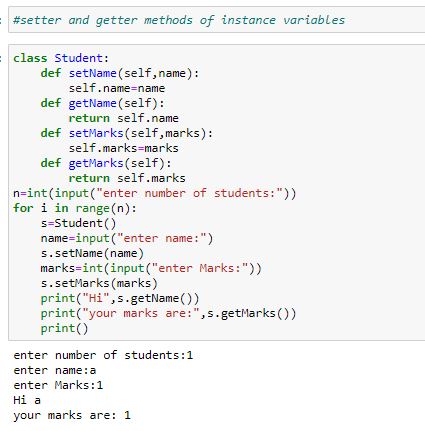 #setter and getter methods of instance variables
class Student:
    def setName(self,name):
        self.name=name
    def getName(self):
        return self.name
    def setMarks(self,marks):
        self.marks=marks
    def getMarks(self):
        return self.marks
n=int(input("enter number of students:"))
for i in range(n):
    s=Student()
    name=input("enter name:")
    s.setName(name)
    marks=int(input("enter Marks:"))
    s.setMarks(marks)
    print("Hi",s.getName())
    print("your marks are:",s.getMarks())
    print()
enter number of students:1
enter name:a
enter Marks:1
Hi a
your marks are: 1